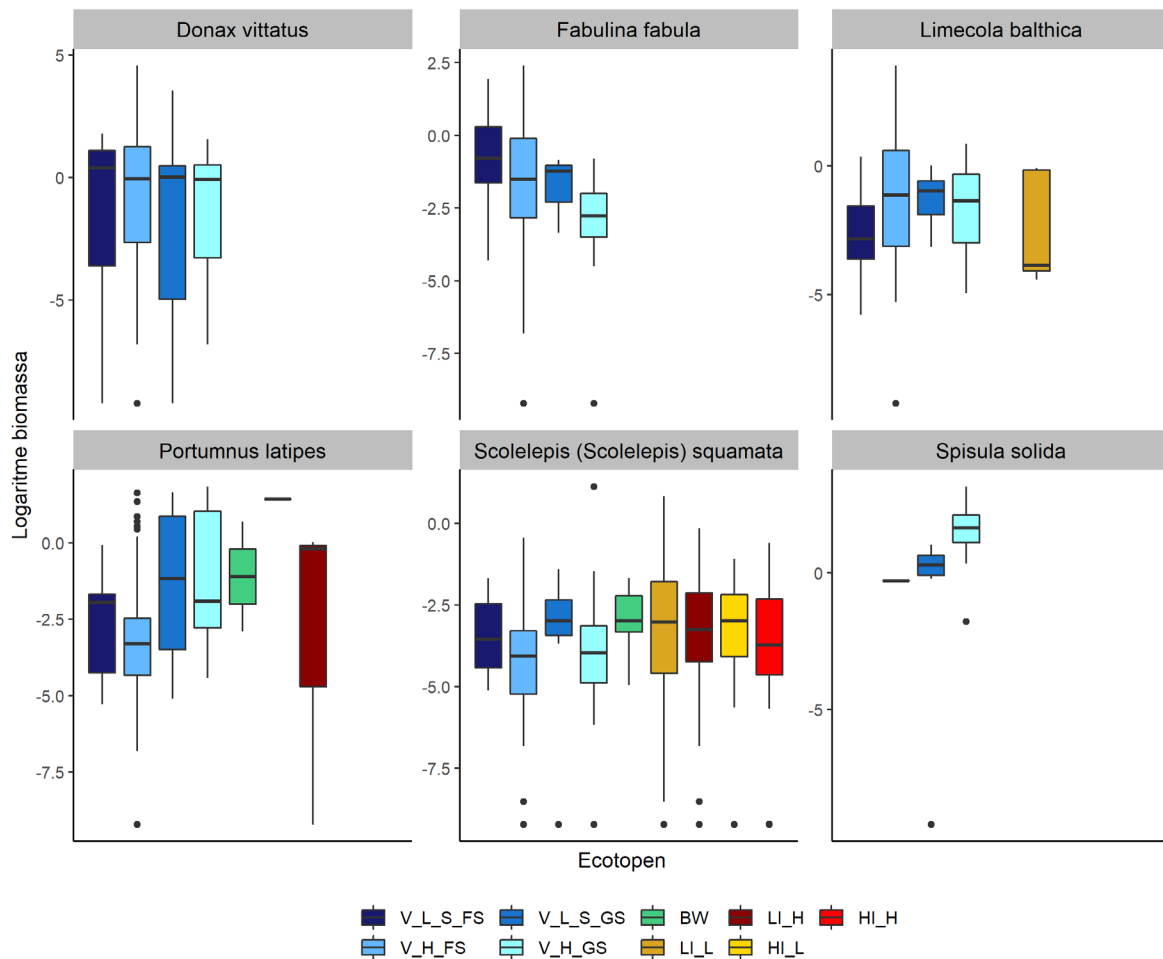 Donax vittatus
Fabulina fabula
Limecola balthica
5
0
-5
2.5
0.0
-2.5
-5.0
-7.5
0
-5
Logaritme biomassa
Portumnus latipes
Scolelepis (Scolelepis) squamata
Spisula solida
0.0
-2.5
-5.0
-7.5
0.0
-2.5
-5.0
-7.5
0
-5
Ecotopen
V_L_S_FS V_L_S_GS BW LI_H HI_H
V_H_FS V_H_GS LI_L HI_L